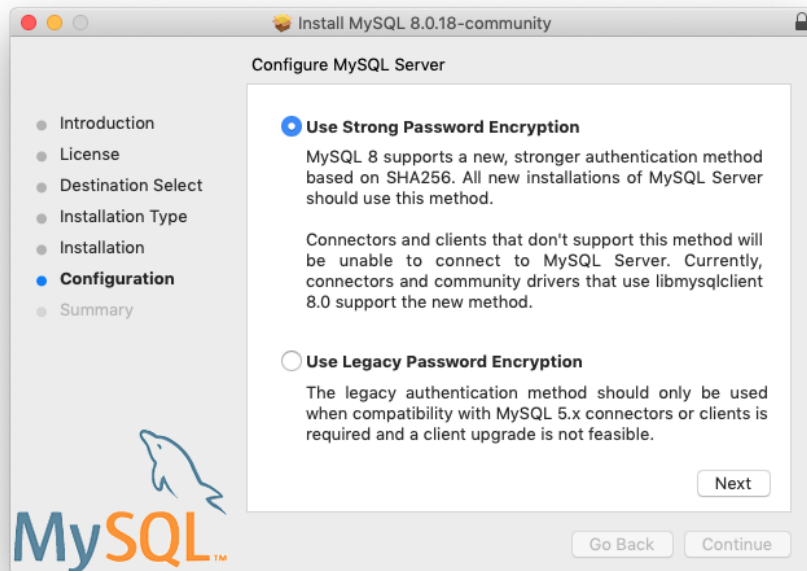 Install MySQL 8.0.18-community
Configure MySQL Server
Introduction
License
Destination Select
Installation Type
Installation
Configuration
Summary
Use Strong Password Encryption
MySQL 8 supports a new, stronger authentication method
based on SHA256. All new installations of MySQL Server
should use this method.
Connectors and clients that don't support this method will
be unable to connect to MySQL Server. Currently,
connectors and community drivers that use libmysqlclient
8.0 support the new method.
Use Legacy Password Encryption
The legacy authentication method should only be used
when compatibility with MySQL 5.x connectors or clients is
required and a client upgrade is not feasible.
Next
MySQL™
Go Back
Continue